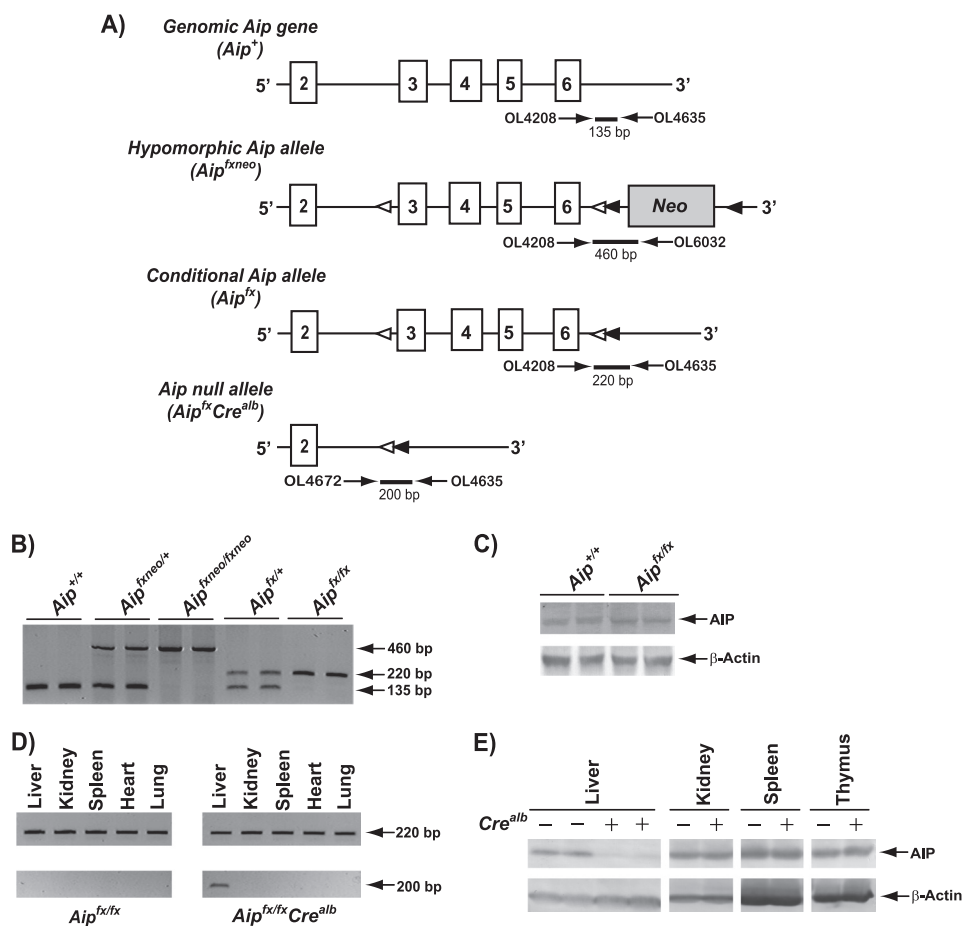 A)
Genomic Aip gene
(Aip+)
5' 2 3 4 5 6 3'
OL4208 OL4635
135 bp
Hypomorphic Aip allele
(Aipfxneo)
5' 2 3 4 5 6 Neo 3'
OL4208 OL6032
460 bp
Conditional Aip allele
(Aipfx)
5' 2 3 4 5 6 3'
OL4208 OL4635
220 bp
Aip null allele
(AipfxCrealb)
5' 2 3'
OL4672 OL4635
200 bp
B)
Aip+/+ Aipfxneo/+ Aipfxneo/fxneo Aipfx/+ Aipfx/fx
460 bp
220 bp
135 bp
C)
Aip+/+ Aipfx/fx
AIP
β-Actin
D)
Liver Kidney Spleen Heart Lung Liver Kidney Spleen Heart Lung
220 bp
200 bp
Aipfx/fx Aipfx/fxCrealb
E)
Liver Kidney Spleen Thymus
Crealb − − + + − + − + − +
AIP
β-Actin